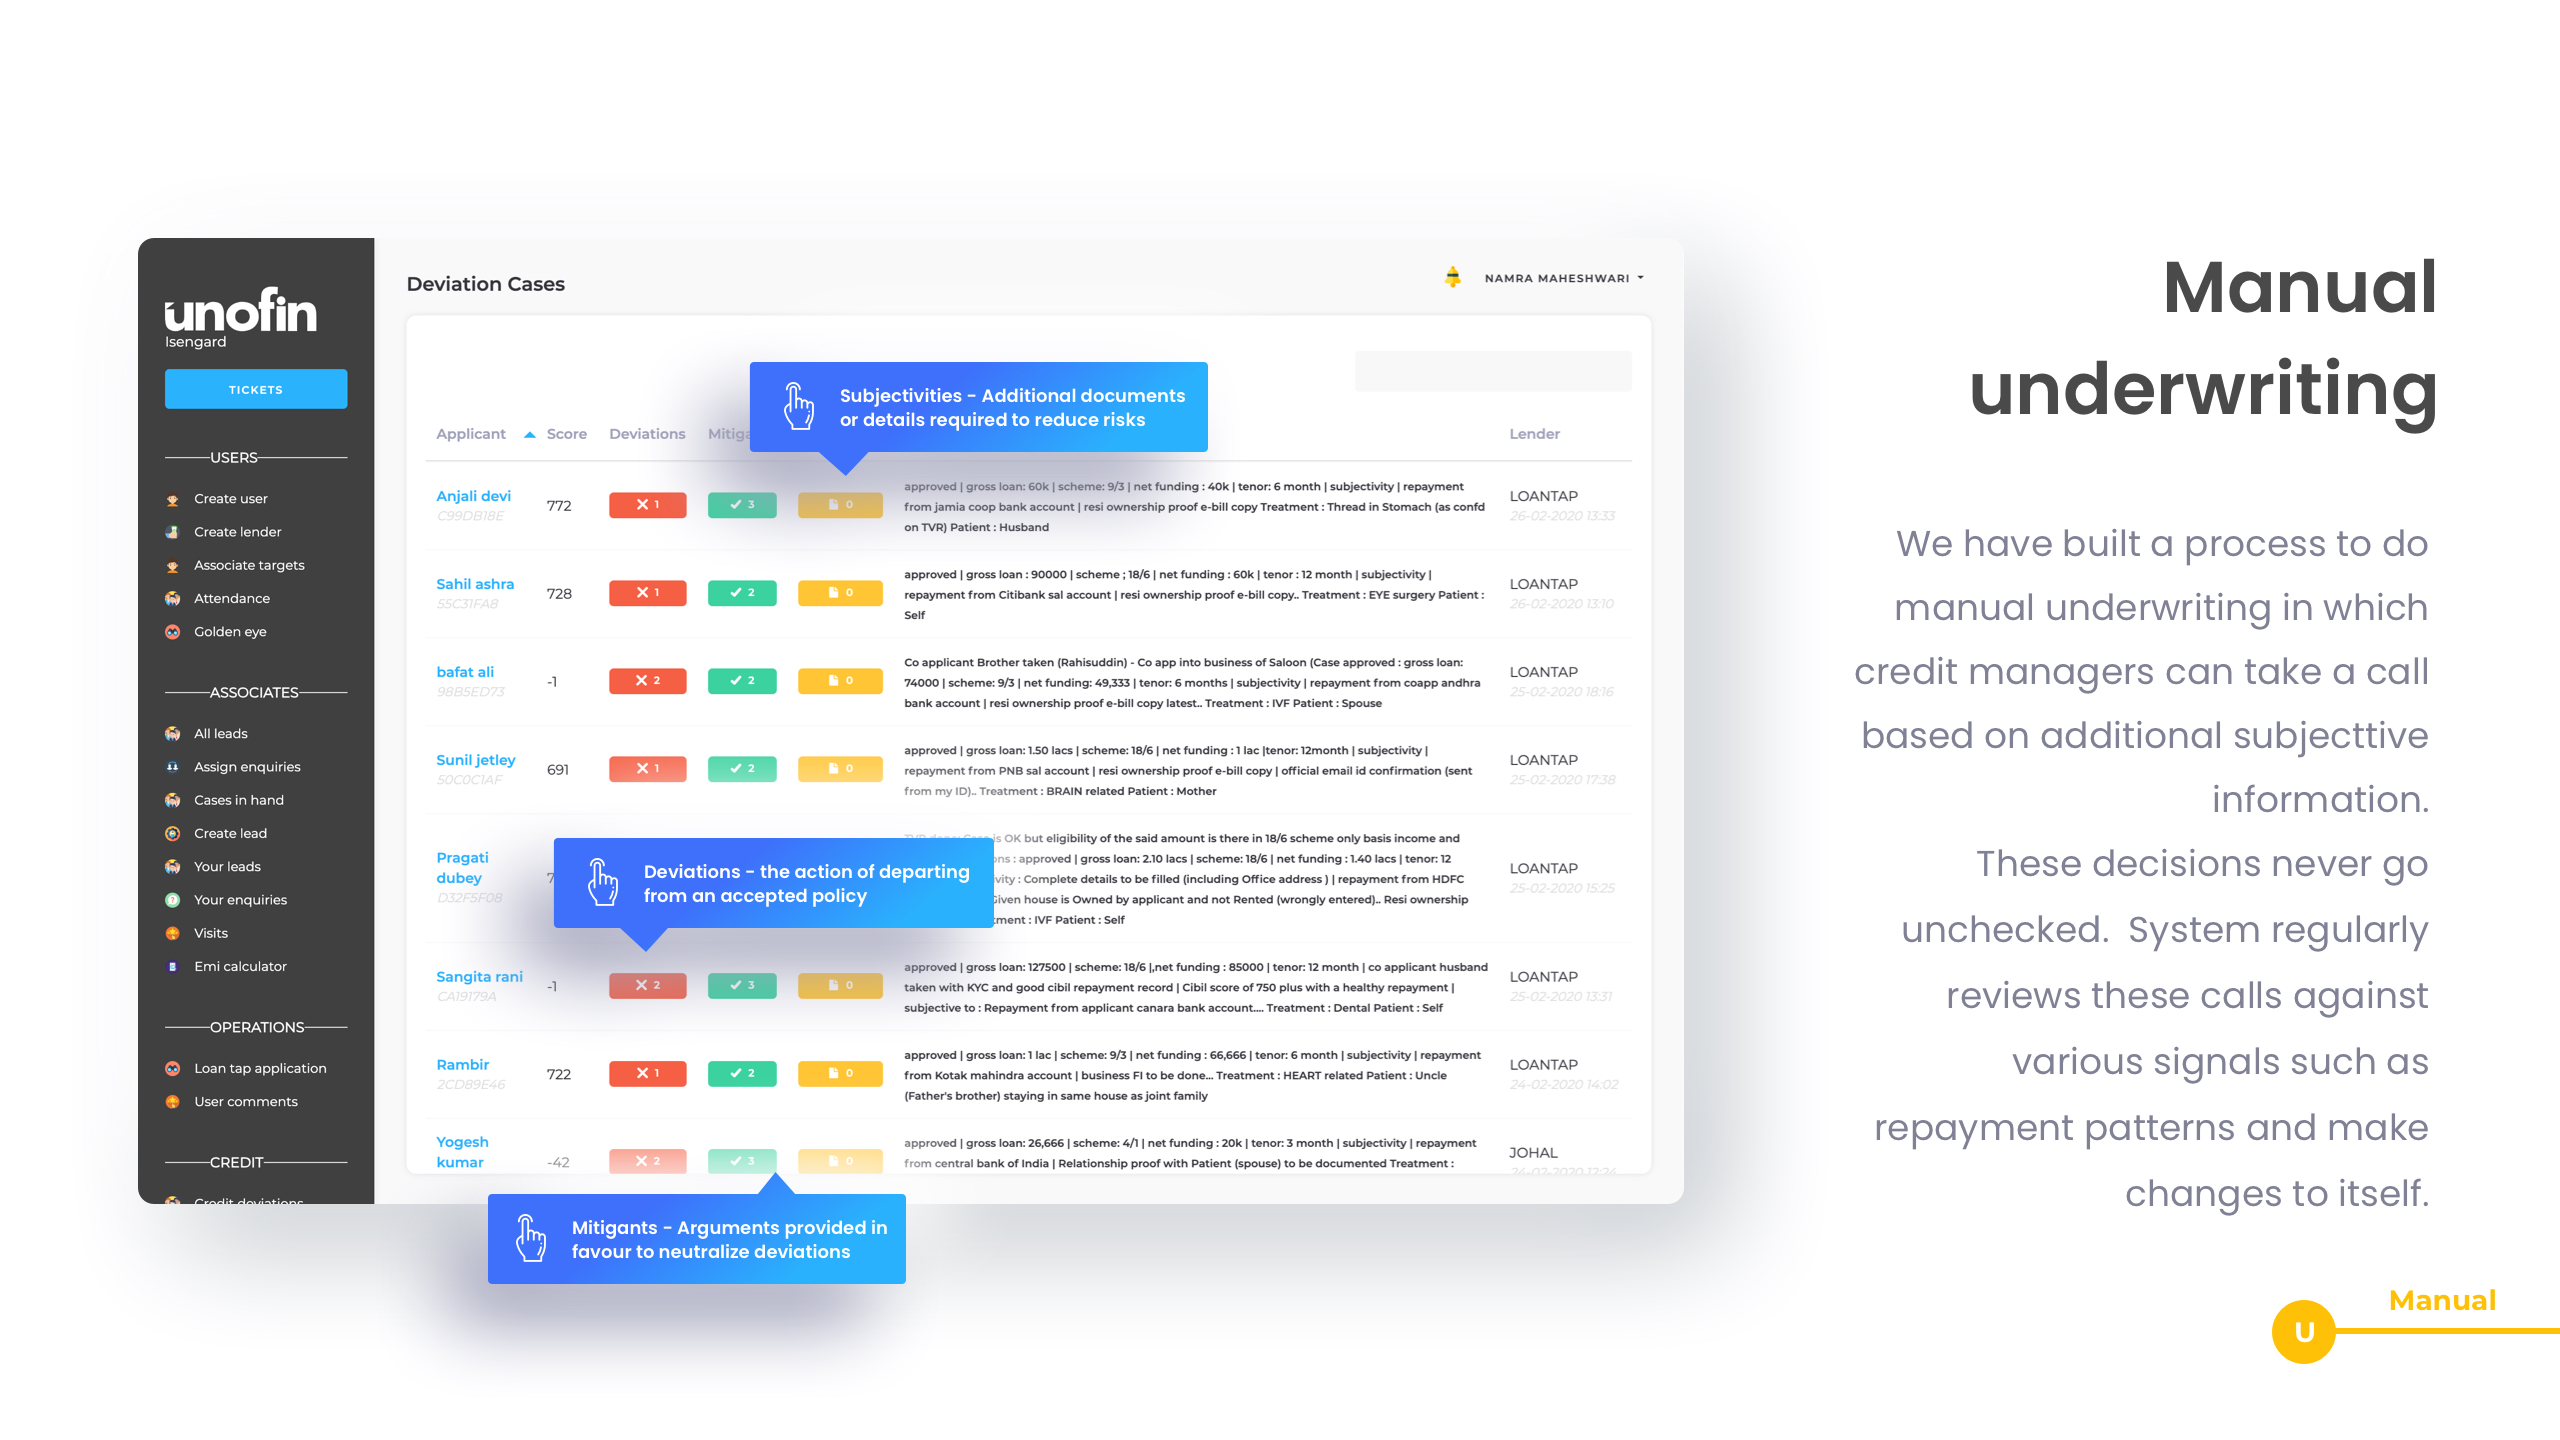 unofin
Isengard
TICKETS
USERS
Create user
Create lender
Associate targets
Attendance
Golden eye
ASSOCIATES
All leads
Assign enquiries
Cases in hand
Create lead
Your leads
Your enquiries
Visits
Emi calculator
OPERATIONS
Loan tap application
User comments
CREDIT
Credit deviations
Deviation Cases
NAMRA MAHESHWARI
Subjectivities - Additional documents
or details required to reduce risks
Applicant Score Deviations Lender
Anjali devi
C99DB18E
772
1
3
0
approved | gross loan: 60k | scheme: 9/3 | net funding : 40k | tenor: 6 month | subjectivity | repayment
from jamia coop bank account | resi ownership proof e-bill copy Treatment : Thread in Stomach (as confd
on TVR) Patient : Husband
LOANTAP
26-02-2020 13:33
Sahil ashra
55C31FA8
728
1
2
0
approved | gross loan : 90000 | scheme ; 18/6 | net funding : 60k | tenor : 12 month | subjectivity |
repayment from Citibank sal account | resi ownership proof e-bill copy.. Treatment : EYE surgery Patient :
Self
LOANTAP
26-02-2020 13:10
bafat ali
98B5ED73
-1
2
2
0
Co applicant Brother taken (Rahisuddin) - Co app into business of Saloon (Case approved : gross loan:
74000 | scheme: 9/3 | net funding: 49,333 | tenor: 6 months | subjectivity | repayment from coapp andhra
bank account | resi ownership proof e-bill copy latest.. Treatment : IVF Patient : Spouse
LOANTAP
25-02-2020 18:16
Sunil jetley
50C0C1AF
691
1
2
0
approved | gross loan: 1.50 lacs | scheme: 18/6 | net funding : 1 lac |tenor: 12month | subjectivity |
repayment from PNB sal account | resi ownership proof e-bill copy | official email id confirmation (sent
from my ID).. Treatment : BRAIN related Patient : Mother
LOANTAP
25-02-2020 17:38
Pragati
dubey
D32F5F08
7
is OK but eligibility of the said amount is there in 18/6 scheme only basis income and
: approved | gross loan: 2.10 lacs | scheme: 18/6 | net funding : 1.40 lacs | tenor: 12
: Complete details to be filled (including Office address ) | repayment from HDFC
Given house is Owned by applicant and not Rented (wrongly entered).. Resi ownership
: IVF Patient : Self
LOANTAP
25-02-2020 15:25
Deviations - the action of departing
from an accepted policy
Sangita rani
CA19179A
-1
2
3
0
approved | gross loan: 127500 | scheme: 18/6 |,net funding : 85000 | tenor: 12 month | co applicant husband
taken with KYC and good cibil repayment record | Cibil score of 750 plus with a healthy repayment |
subjective to : Repayment from applicant canara bank account.... Treatment : Dental Patient : Self
LOANTAP
25-02-2020 13:31
Rambir
2CD89E46
722
1
2
0
approved | gross loan: 1 lac | scheme: 9/3 | net funding : 66,666 | tenor: 6 month | subjectivity | repayment
from Kotak mahindra account | business FI to be done... Treatment : HEART related Patient : Uncle
(Father's brother) staying in same house as joint family
LOANTAP
24-02-2020 14:02
Yogesh
kumar
-42
2
3
0
approved | gross loan: 26,666 | scheme: 4/1 | net funding : 20k | tenor: 3 month | subjectivity | repayment
from central bank of India | Relationship proof with Patient (spouse) to be documented Treatment :
JOHAL
24-02-2020 12:24
Mitigants - Arguments provided in
favour to neutralize deviations
Manual
underwriting
We have built a process to do
manual underwriting in which
credit managers can take a call
based on additional subjecttive
information.
These decisions never go
unchecked. System regularly
reviews these calls against
various signals such as
repayment patterns and make
changes to itself.
Manual
U